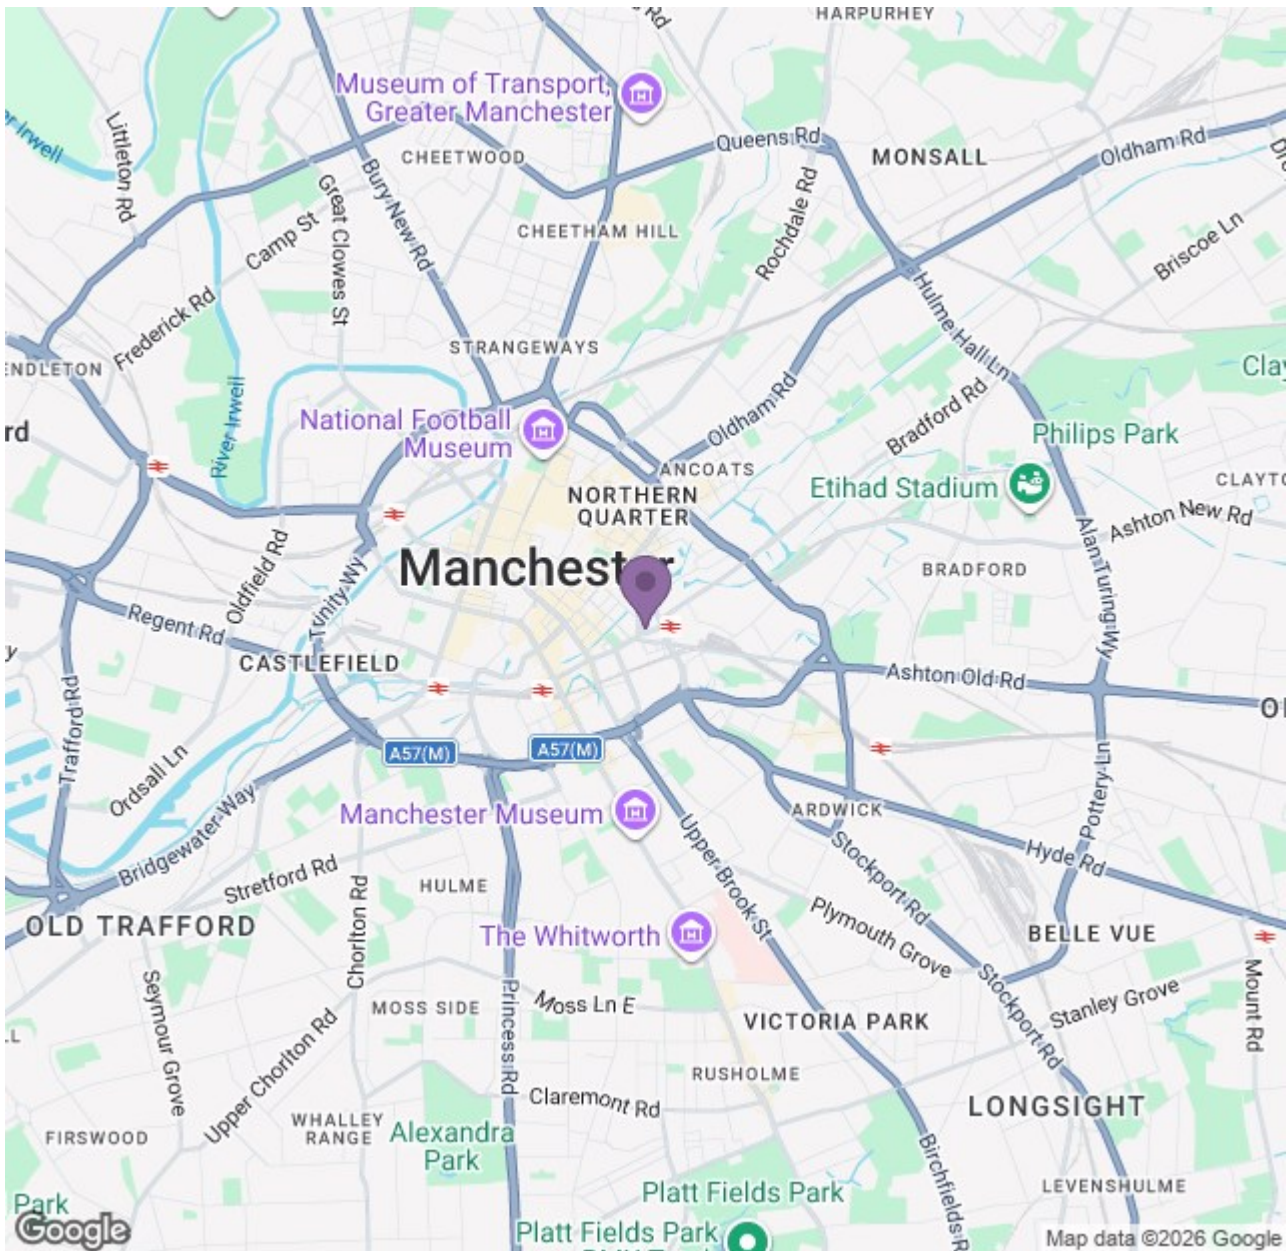 HARPURHEY
Museum of Transport,
Greater Manchester
Littleton Rd
Irwell
CHEETWOOD
Queens Rd
MONSALL
Oldham Rd
Bury New Rd
Great Clowes St
Camp St
CHEETHAM HILL
Rochdale Rd
Briscoe Ln
Frederick Rd
Hulme Hall Ln
ENDLETON
STRANGEWAYS
Clay
River Irwell
National Football
Museum
Oldham Rd
Bradford Rd
Philips Park
rd
ANCOATS
NORTHERN
QUARTER
Etihad Stadium
CLAYTO
Ashton New Rd
Alan Turing Wy
Oldfield Rd
Trinity Wy
Manchester
BRADFORD
Regent Rd
CASTLEFIELD
Ashton Old Rd
Trafford Rd
Ordsall Ln
A57(M)
A57(M)
Pottery Ln
Bridgewater Way
Manchester Museum
ARDWICK
Upper Brook St
Stockport Rd
Hyde Rd
Stretford Rd
HULME
Chorlton Rd
OLD TRAFFORD
The Whitworth
Plymouth Grove
BELLE VUE
Seymour Grove
Princess Rd
MOSS SIDE
Moss Ln E
Stockport Rd
Stanley Grove
Mount Rd
VICTORIA PARK
Upper Chorlton Rd
RUSHOLME
Claremont Rd
LONGSIGHT
FIRSWOOD
WHALLEY
RANGE
Alexandra
Park
Birchfields R
Platt Fields Park
LEVENSHULME
Park
Google
Platt Fields Park
Map data ©2026 Google